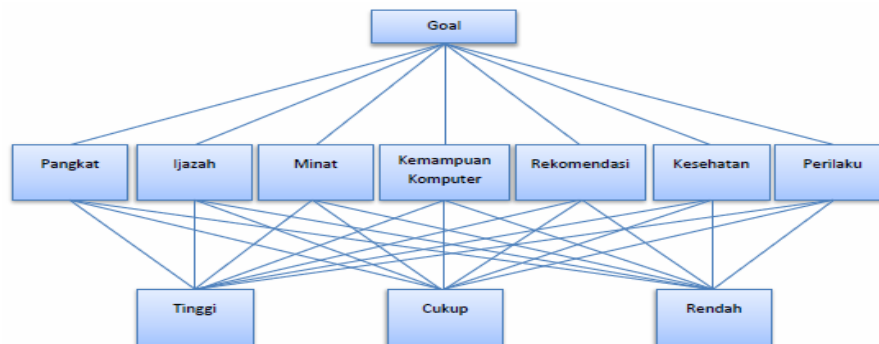 Goal
Pangkat
Ijazah
Minat
Kemampuan
Komputer
Rekomendasi
Kesehatan
Perilaku
Tinggi
Cukup
Rendah